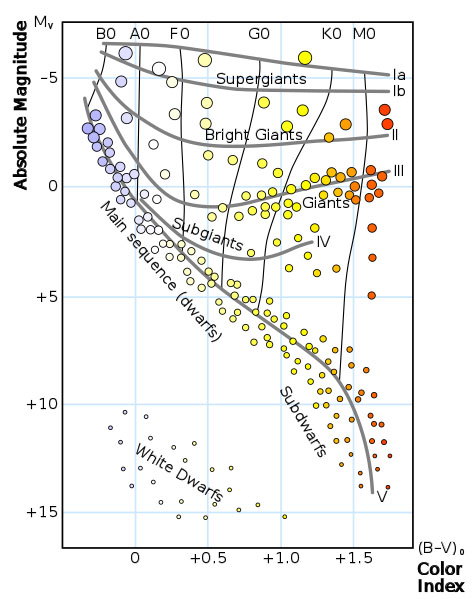 Mv
B0 A0 F0 G0 K0 M0
Absolute Magnitude
−5
0
+5
+10
+15
Ia
Supergiants
Ib
Bright Giants
II
III
Giants
Subgiants
IV
Main sequence (dwarfs)
Subdwarfs
White Dwarfs
V
0 +0.5 +1.0 +1.5
(B–V)₀
Color
Index